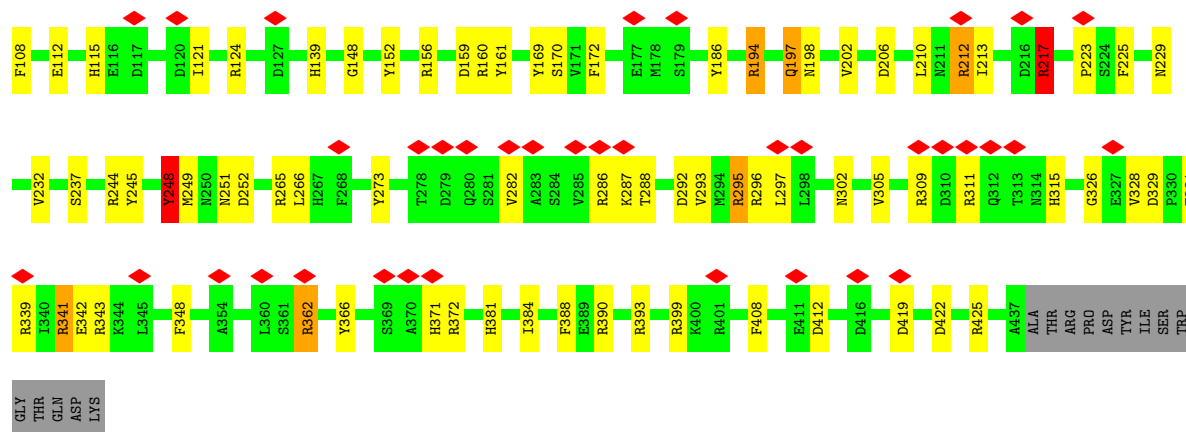 F108 E112 H115 E116 D117 D120 I121 R124 D127 H139 G148 Y152 R156 D159 R160 Y161 Y169 S170 V171 F172 E177 M178 S179 Y186 R194 Q197 N198 V202 D206 L210 N211 R212 I213 D216 R217 P223 S224 F225 N229
V232 S237 R244 Y245 Y248 M249 N250 N251 D252 R265 L266 H267 F268 Y273 T278 D279 Q280 S281 V282 A283 S284 V285 R286 K287 T288 D292 V293 M294 R295 R296 L297 L298 N302 V305 R309 D310 R311 Q312 T313 N314 H315 G326 E327 V328 D329 P330
R339 I340 R341 E342 R343 K344 L345 F348 A354 L360 S361 R362 Y366 S369 A370 H371 R372 H381 I384 F388 E389 R390 R393 R399 K400 R401 F408 E411 D412 D416 D419 D422 R425 A437 ALA THR ARG PRO ASP TYR ILE SER TRP
GLY THR GLN ASP LYS